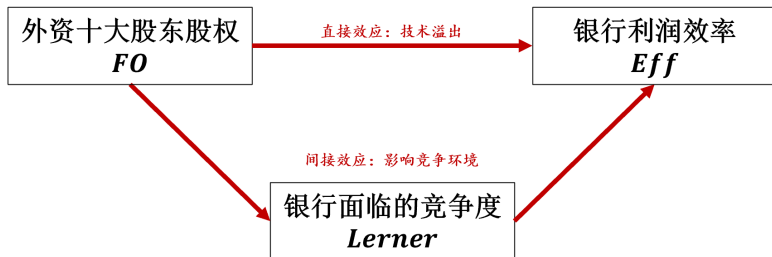 外资十大股东股权
FO
直接效应：技术溢出
银行利润效率
Eff
间接效应：影响竞争环境
银行面临的竞争度
Lerner